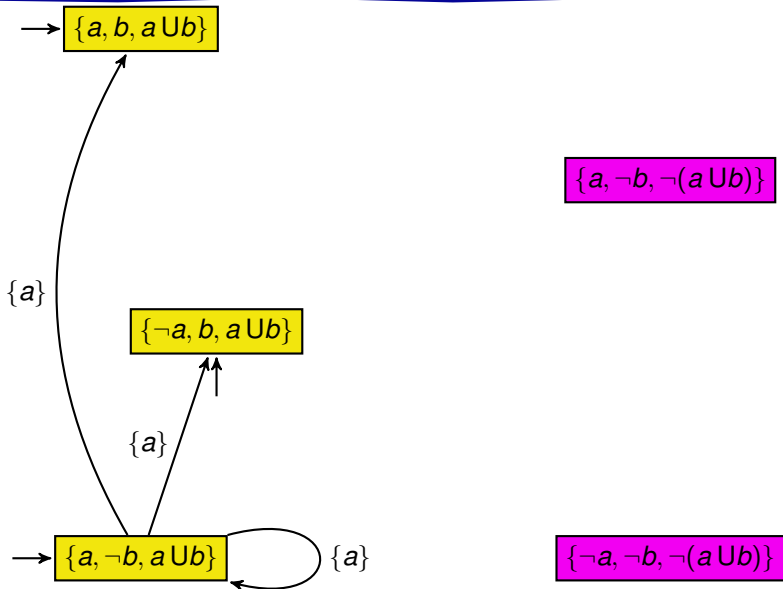 {a, b, a U b}
{a, ¬b, ¬(a U b)}
{a}
{¬a, b, a U b}
{a}
{a, ¬b, a U b}
{a}
{¬a, ¬b, ¬(a U b)}